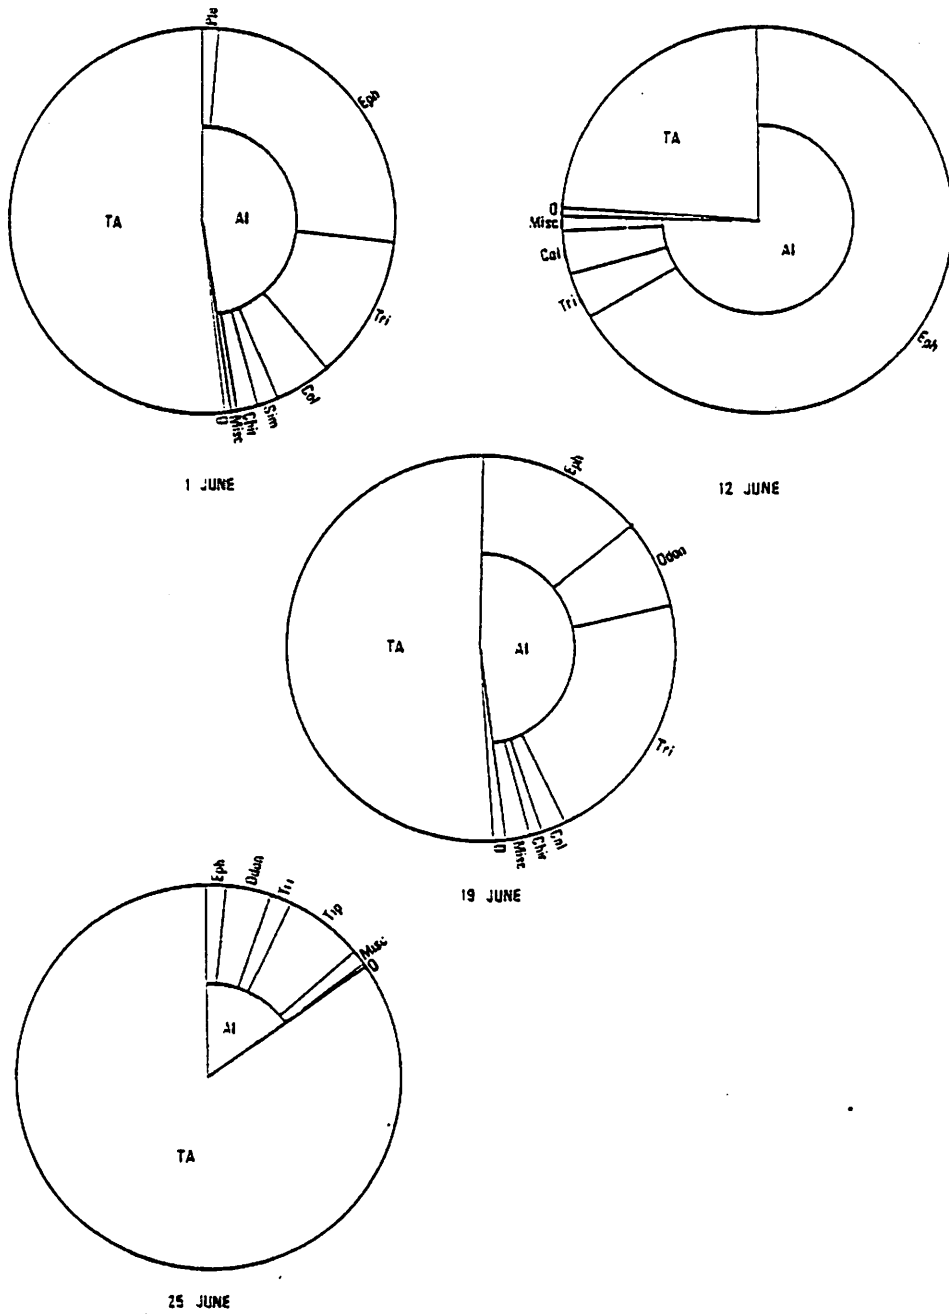 Ple
Eph
TA
AI
Tri
Col
Sim
Chir
Misc
O
1 JUNE
TA
O
Misc
Col
Tri
AI
Eph
12 JUNE
Eph
Odon
TA
AI
Tri
Col
Chir
Misc
O
19 JUNE
Eph
Odon
Tri
Tip
Misc
O
AI
TA
25 JUNE